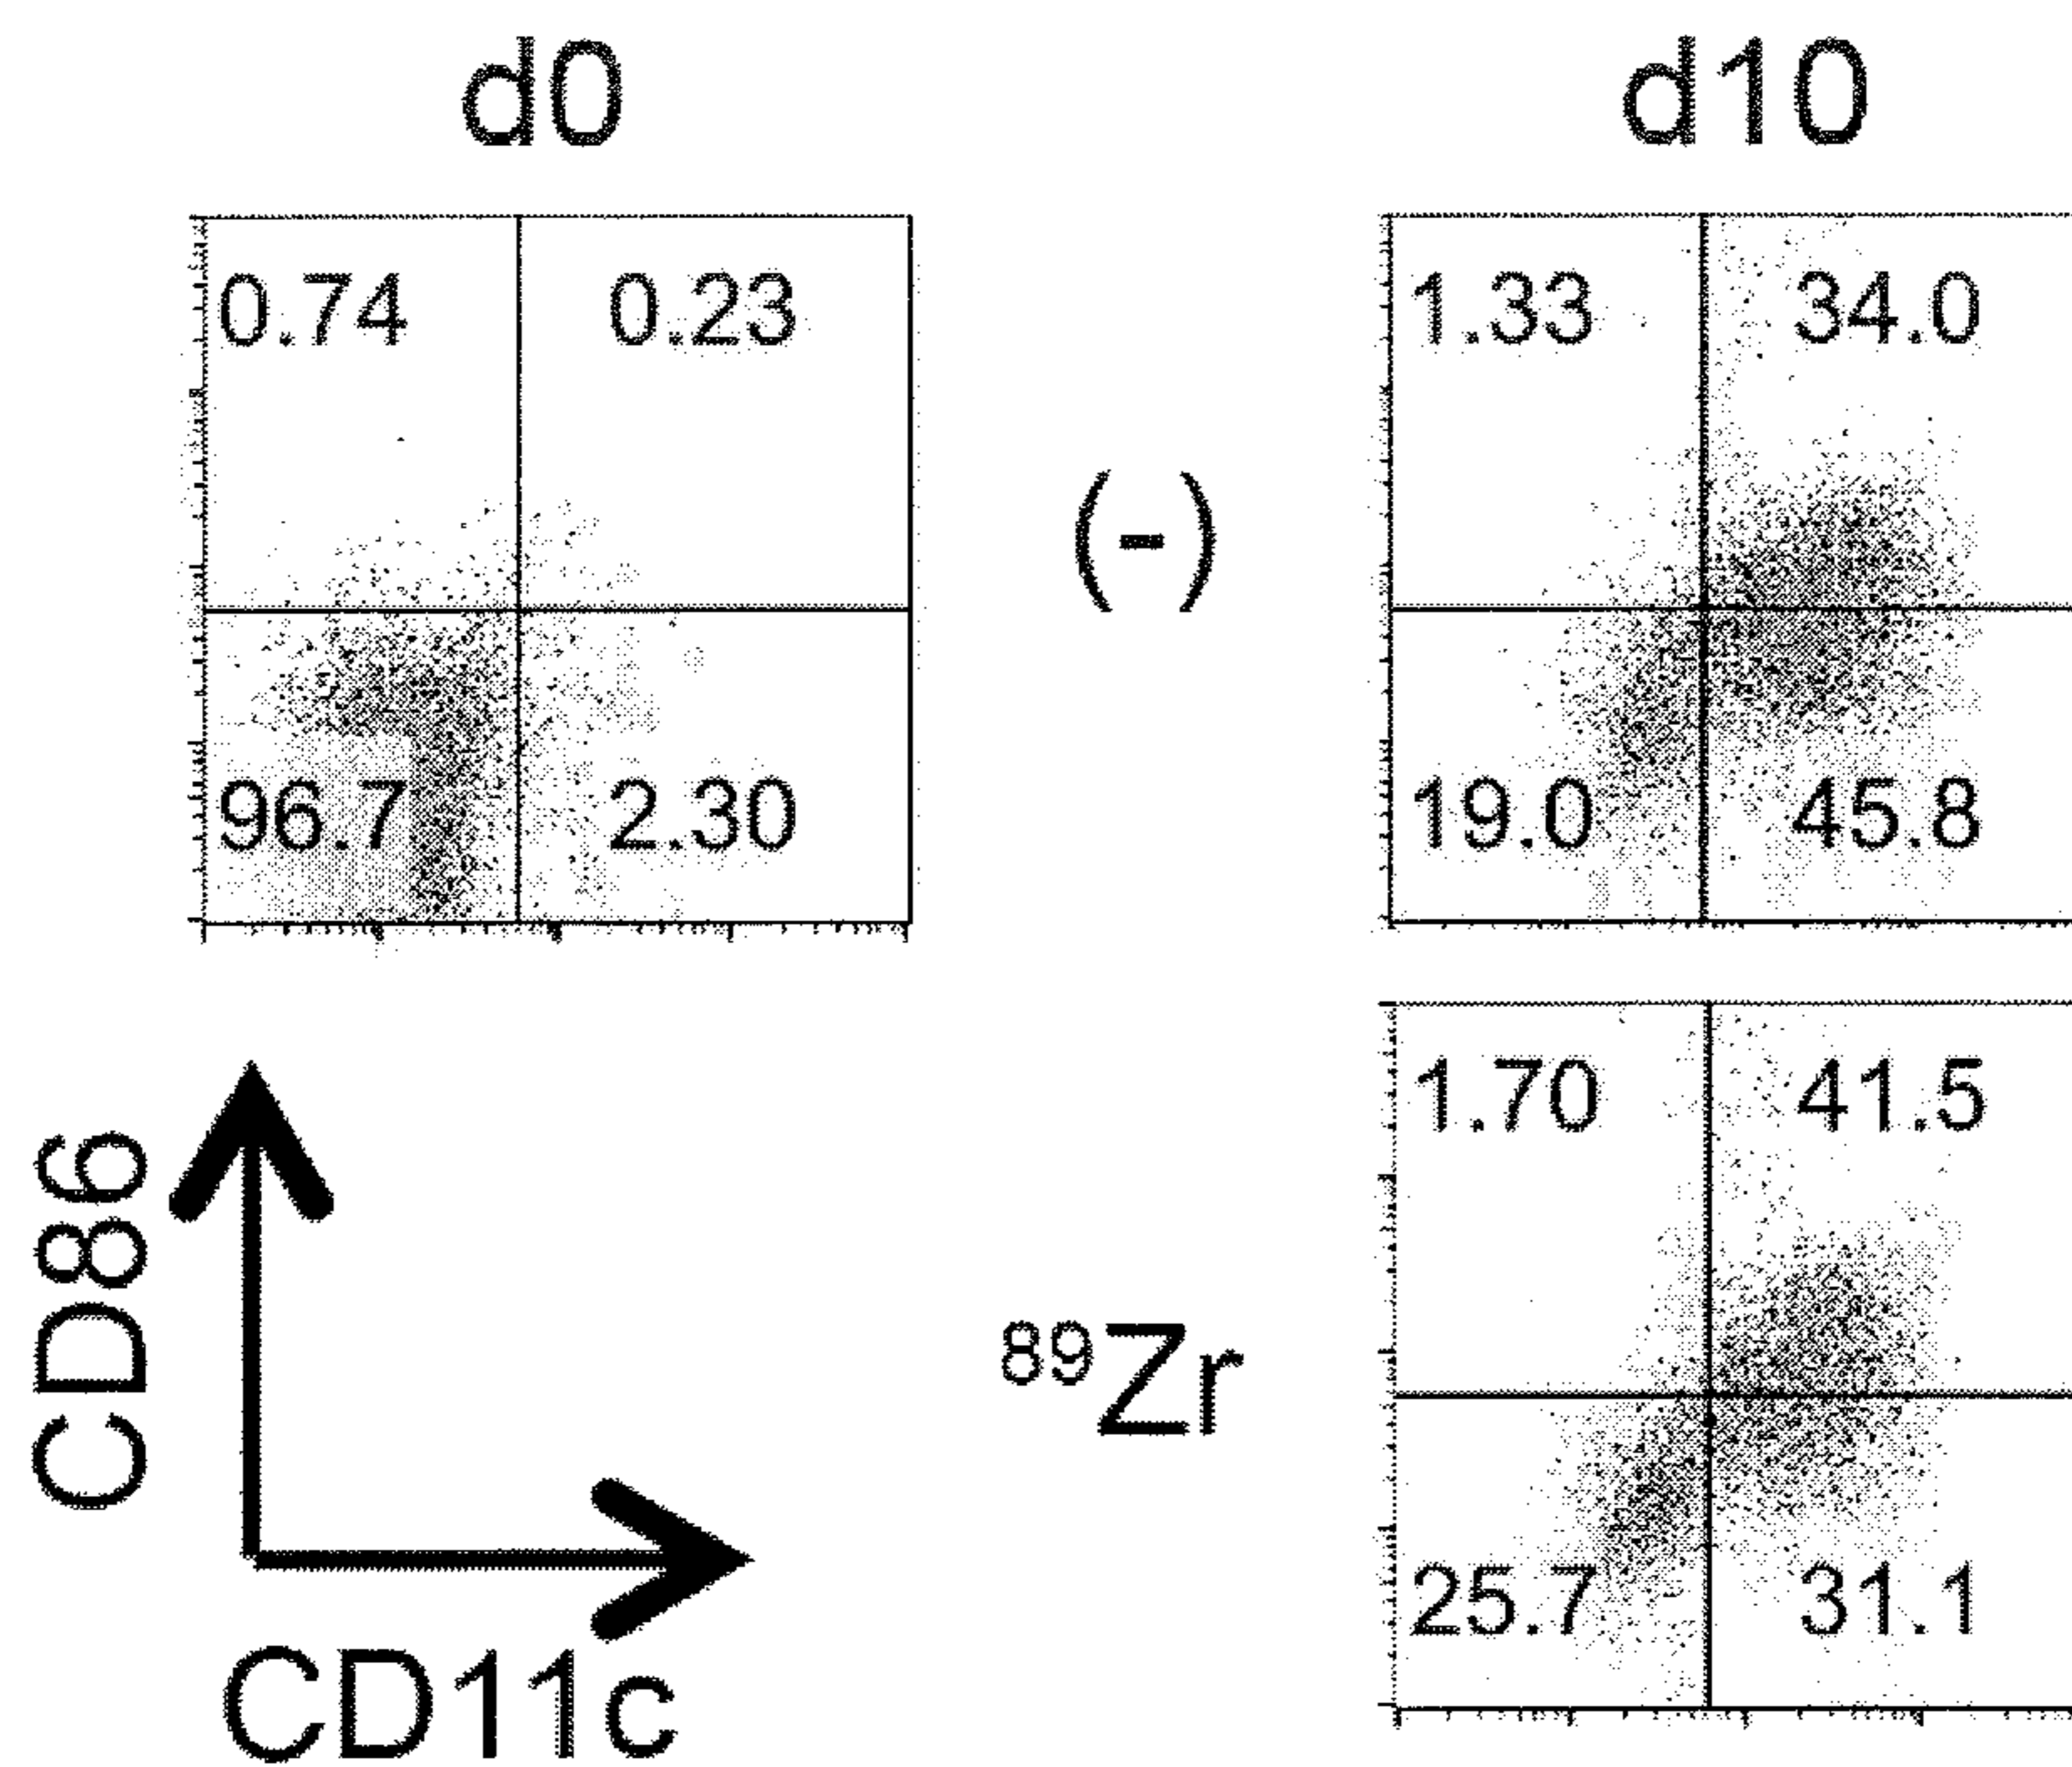 d0
d10
0.74 0.23
96.7 2.30
(-)
1.33 34.0
19.0 45.8
CD86
CD11c
⁸⁹Zr
1.70 41.5
25.7 31.1